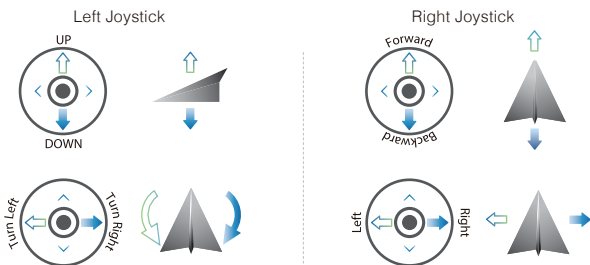 Left Joystick
UP
DOWN
Turn Left
Turn Right
Right Joystick
Forward
Backward
Left
Right